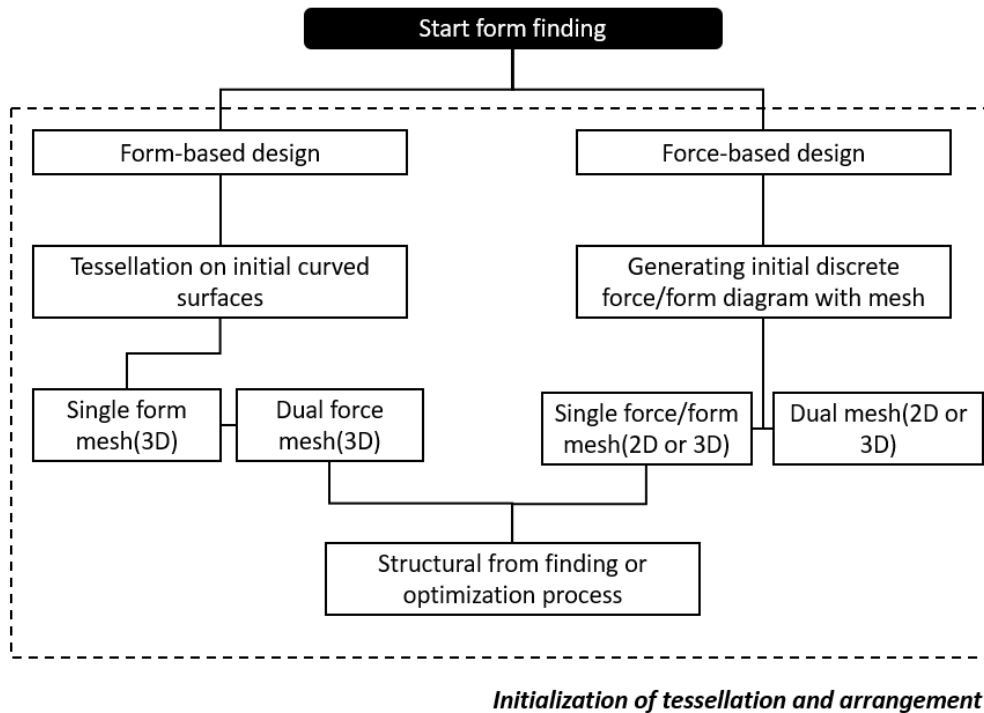 Start form finding
Form-based design
Force-based design
Tessellation on initial curved
surfaces
Generating initial discrete
force/form diagram with mesh
Single form
mesh(3D)
Dual force
mesh(3D)
Single force/form
mesh(2D or 3D)
Dual mesh(2D or
3D)
Structural from finding or
optimization process
Initialization of tessellation and arrangement